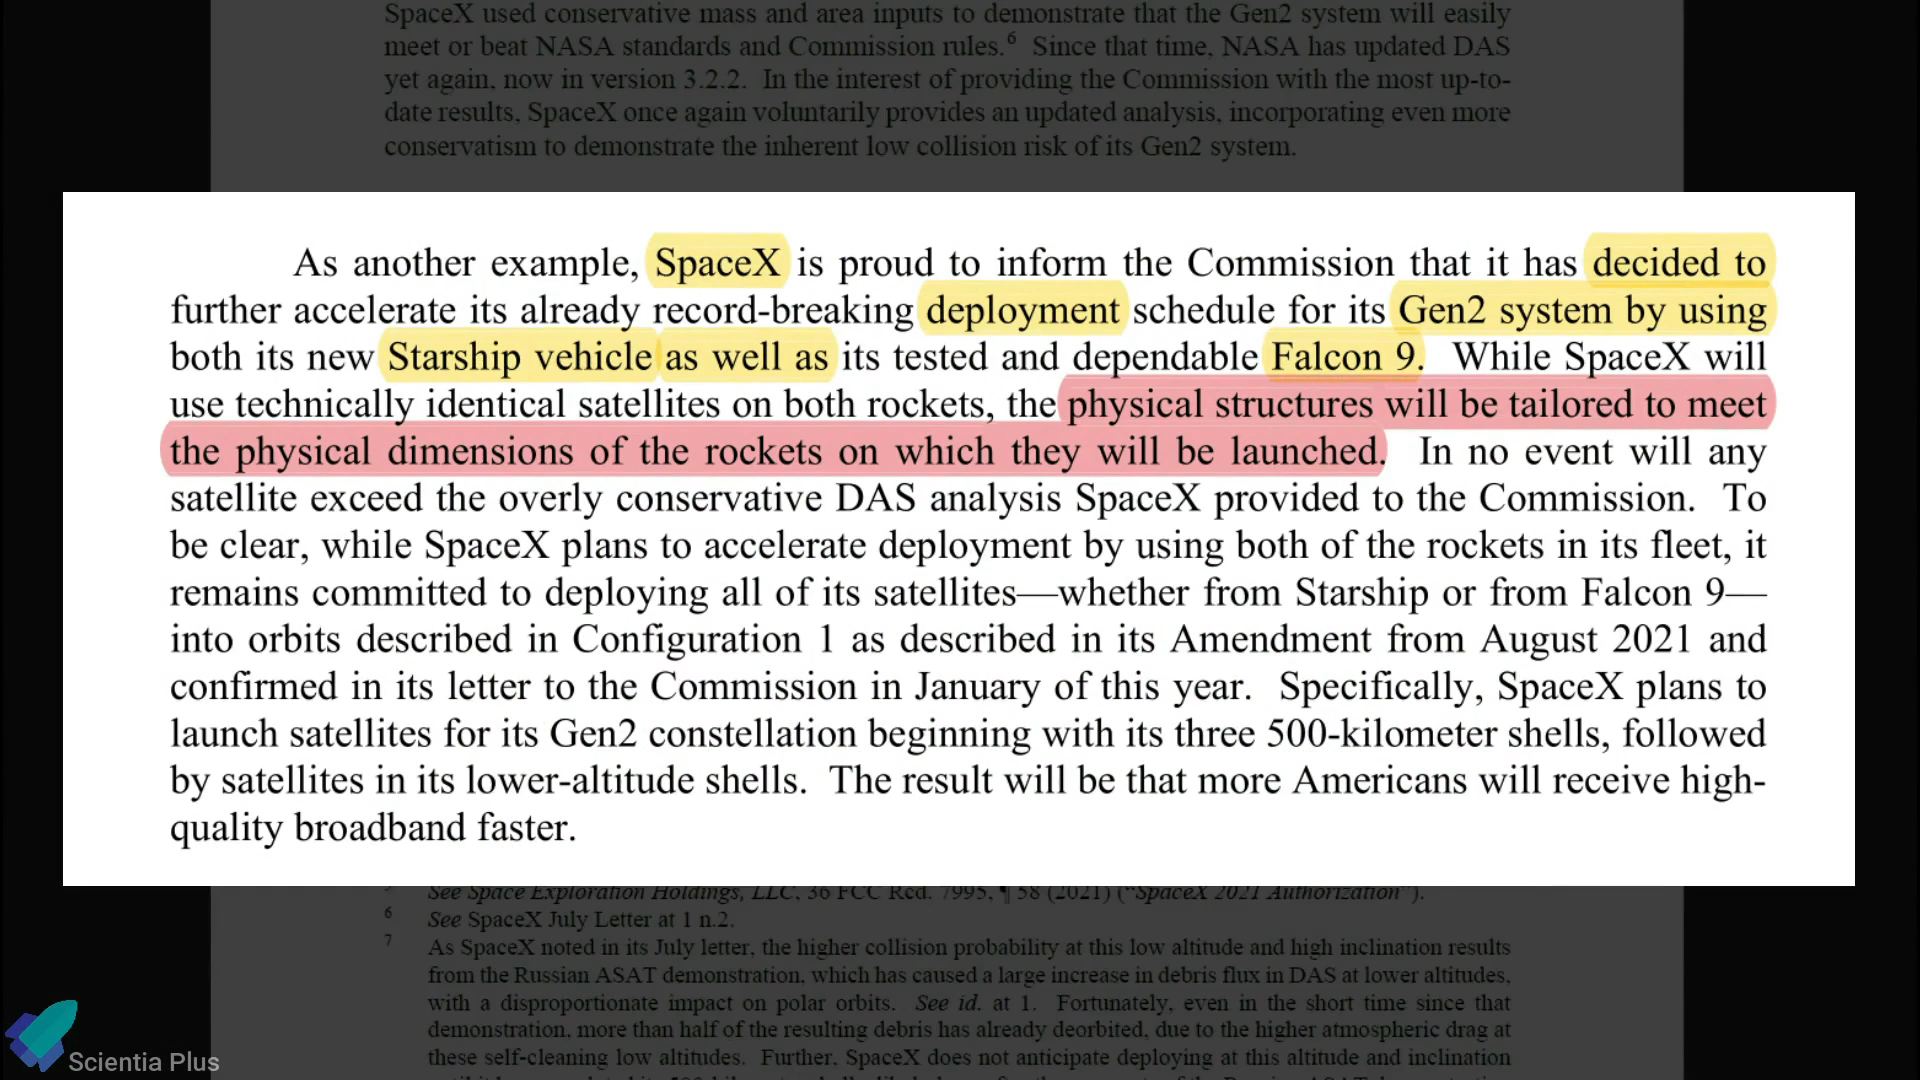 SpaceX used conservative mass and area inputs to demonstrate that the Gen2 system will easily
meet or beat NASA standards and Commission rules.6 Since that time, NASA has updated DAS
yet again, now in version 3.2.2. In the interest of providing the Commission with the most up-to-
date results, SpaceX once again voluntarily provides an updated analysis, incorporating even more
conservatism to demonstrate the inherent low collision risk of its Gen2 system.
As another example, SpaceX is proud to inform the Commission that it has decided to
further accelerate its already record-breaking deployment schedule for its Gen2 system by using
both its new Starship vehicle as well as its tested and dependable Falcon 9. While SpaceX will
use technically identical satellites on both rockets, the physical structures will be tailored to meet
the physical dimensions of the rockets on which they will be launched. In no event will any
satellite exceed the overly conservative DAS analysis SpaceX provided to the Commission. To
be clear, while SpaceX plans to accelerate deployment by using both of the rockets in its fleet, it
remains committed to deploying all of its satellites—whether from Starship or from Falcon 9—
into orbits described in Configuration 1 as described in its Amendment from August 2021 and
confirmed in its letter to the Commission in January of this year. Specifically, SpaceX plans to
launch satellites for its Gen2 constellation beginning with its three 500-kilometer shells, followed
by satellites in its lower-altitude shells. The result will be that more Americans will receive high-
quality broadband faster.
See Space Exploration Holdings, LLC, 36 FCC Rcd. 7995, ¶ 58 (2021) (“SpaceX 2021 Authorization”).
6 See SpaceX July Letter at 1 n.2.
7 As SpaceX noted in its July letter, the higher collision probability at this low altitude and high inclination results
from the Russian ASAT demonstration, which has caused a large increase in debris flux in DAS at lower altitudes,
with a disproportionate impact on polar orbits. See id. at 1. Fortunately, even in the short time since that
demonstration, more than half of the resulting debris has already deorbited, due to the higher atmospheric drag at
these self-cleaning low altitudes. Further, SpaceX does not anticipate deploying at this altitude and inclination
Scientia Plus